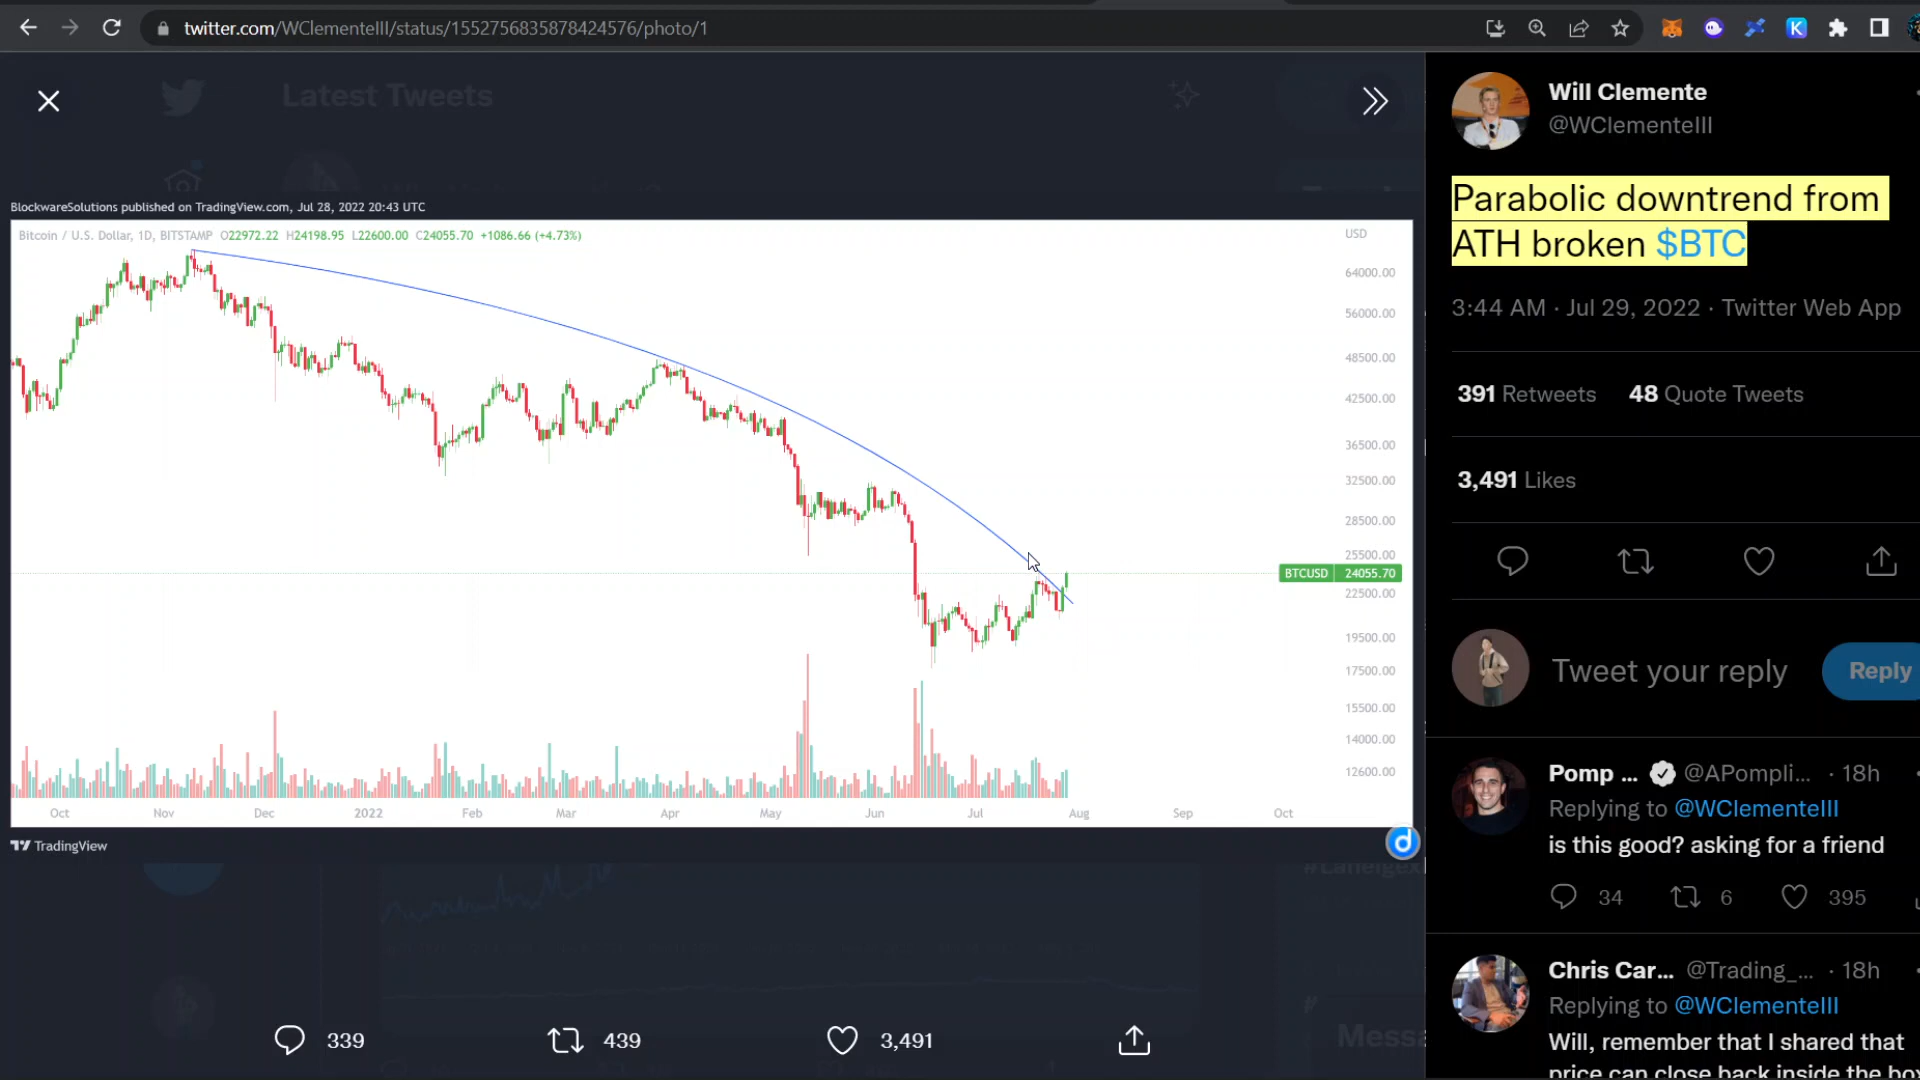 twitter.com/WClementeIII/status/1552756835878424576/photo/1
Latest Tweets
BlockwareSolutions published on TradingView.com, Jul 28, 2022 20:43 UTC
Bitcoin / U.S. Dollar, 1D, BITSTAMP O22972.22 H24198.95 L22600.00 C24055.70 +1086.66 (+4.73%)
USD
64000.00
56000.00
48500.00
42500.00
36500.00
32500.00
28500.00
25500.00
BTCUSD 24055.70
22500.00
19500.00
17500.00
15500.00
14000.00
12600.00
Oct Nov Dec 2022 Feb Mar Apr May Jun Jul Aug Sep Oct
TradingView
339 439 3,491
Will Clemente
@WClementeIII
Parabolic downtrend from
ATH broken $BTC
3:44 AM · Jul 29, 2022 · Twitter Web App
391 Retweets 48 Quote Tweets
3,491 Likes
Tweet your reply
Reply
Pomp ... @APompli... · 18h
Replying to @WClementeIII
is this good? asking for a friend
34 6 395
Chris Car... @Trading_... · 18h
Replying to @WClementeIII
Will, remember that I shared that
price can close back inside the box